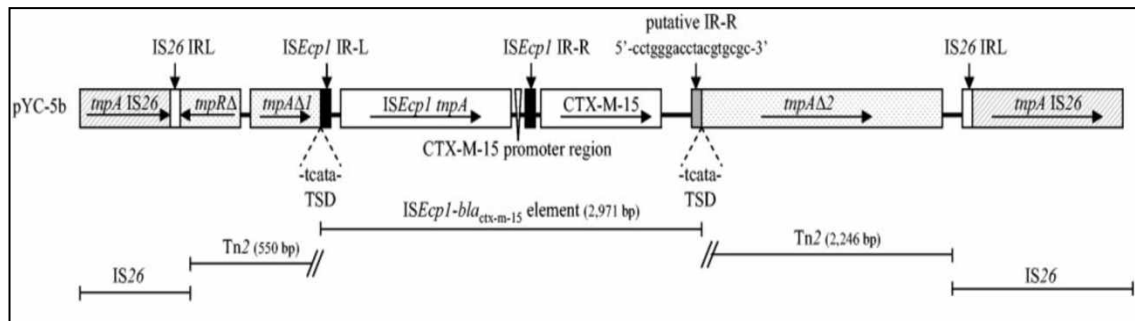 putative IR-R
IS26 IRL ISEcp1 IR-L ISEcp1 IR-R 5'-cctgggacctacgtgcgc-3' IS26 IRL
pYC-5b tnpA IS26 tnpRΔ tnpAΔ1 ISEcp1 tnpA CTX-M-15 tnpAΔ2 tnpA IS26
CTX-M-15 promoter region
-tcata- -tcata-
TSD TSD
ISEcp1-blactx-m-15 element (2,971 bp)
Tn2 (550 bp) Tn2 (2,246 bp)
IS26 IS26